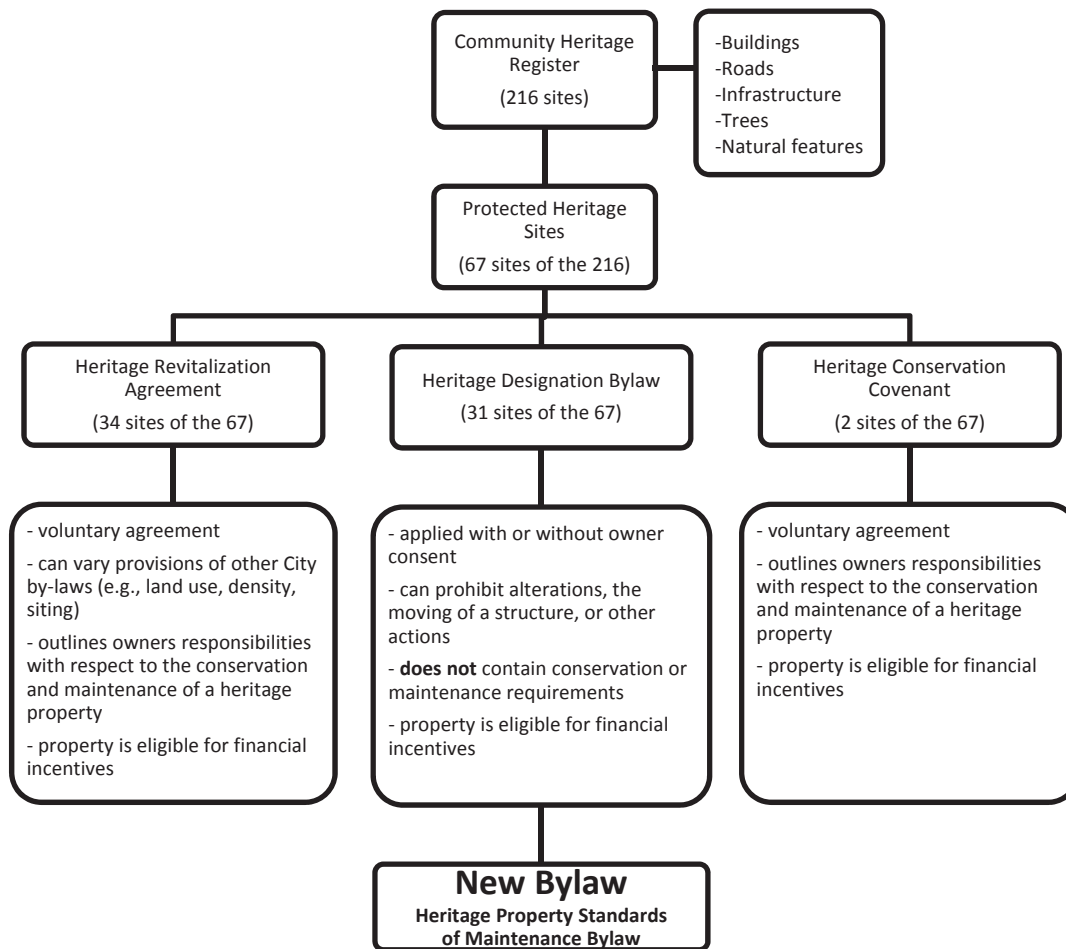 Community Heritage
Register
(216 sites)
-Buildings
-Roads
-Infrastructure
-Trees
-Natural features
Protected Heritage
Sites
(67 sites of the 216)
Heritage Revitalization
Agreement
(34 sites of the 67)
Heritage Designation Bylaw
(31 sites of the 67)
Heritage Conservation
Covenant
(2 sites of the 67)
- voluntary agreement
- can vary provisions of other City
by-laws (e.g., land use, density,
siting)
- outlines owners responsibilities
with respect to the conservation
and maintenance of a heritage
property
- property is eligible for financial
incentives
- applied with or without owner
consent
- can prohibit alterations, the
moving of a structure, or other
actions
- does not contain conservation or
maintenance requirements
- property is eligible for financial
incentives
- voluntary agreement
- outlines owners responsibilities
with respect to the conservation
and maintenance of a heritage
property
- property is eligible for financial
incentives
New Bylaw
Heritage Property Standards
of Maintenance Bylaw